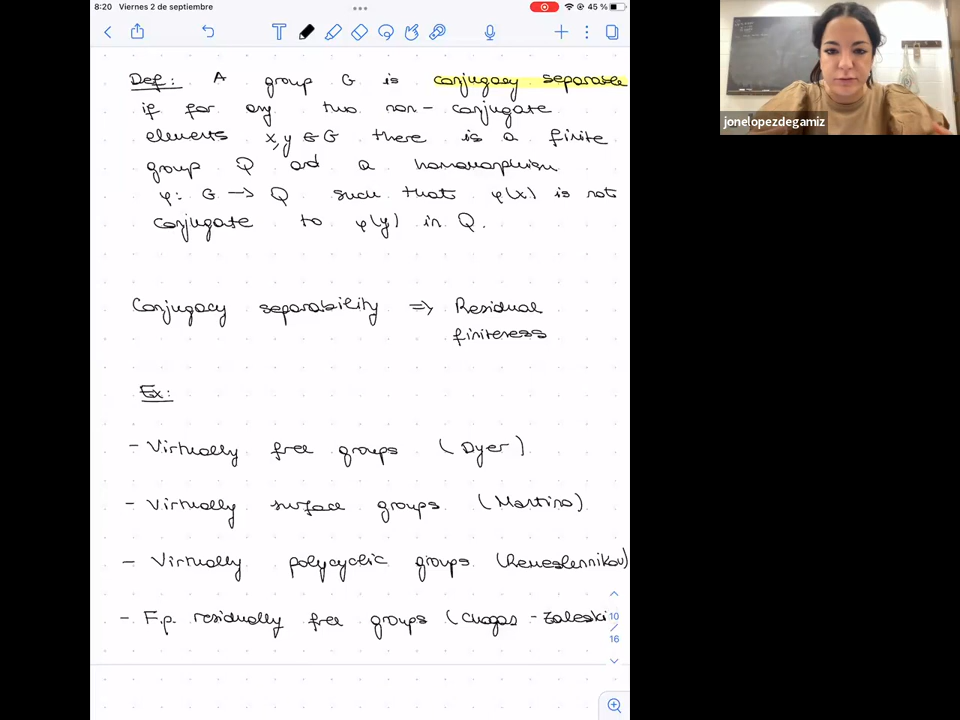 8:20 Viernes 2 de septiembre
45 %
T
jonelopezdegamiz
Def.: A group G is conjugacy separable
if for any two non-conjugate
elements x,y ∈ G there is a finite
group Q and a homomorphism
φ: G → Q such that φ(x) is not
conjugate to φ(y) in Q.
Conjugacy separability => Residual
finiteness
Ex:
- Virtually free groups (Dyer)
- Virtually surface groups (Martino)
- Virtually polycyclic groups (Remeslennikov)
- F.p. residually free groups (Chagas - Zaleski
10
/
16